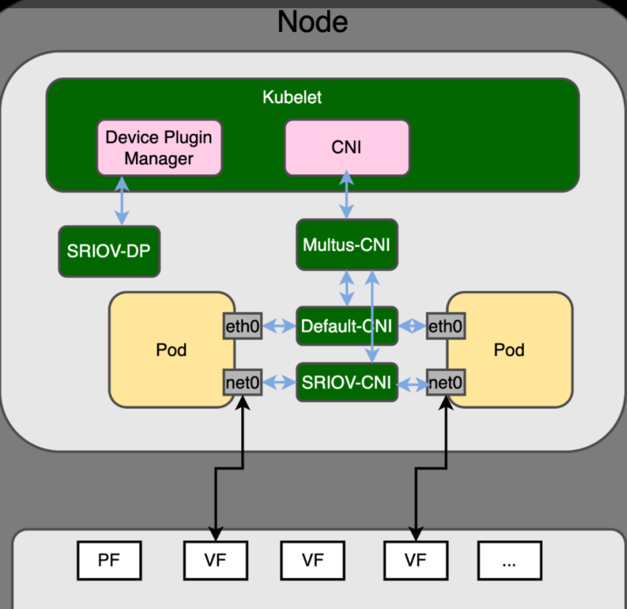 Node
Kubelet
Device Plugin
Manager
CNI
SRIOV-DP
Multus-CNI
eth0
Default-CNI
eth0
Pod
Pod
net0
SRIOV-CNI
net0
PF
VF
VF
VF
...